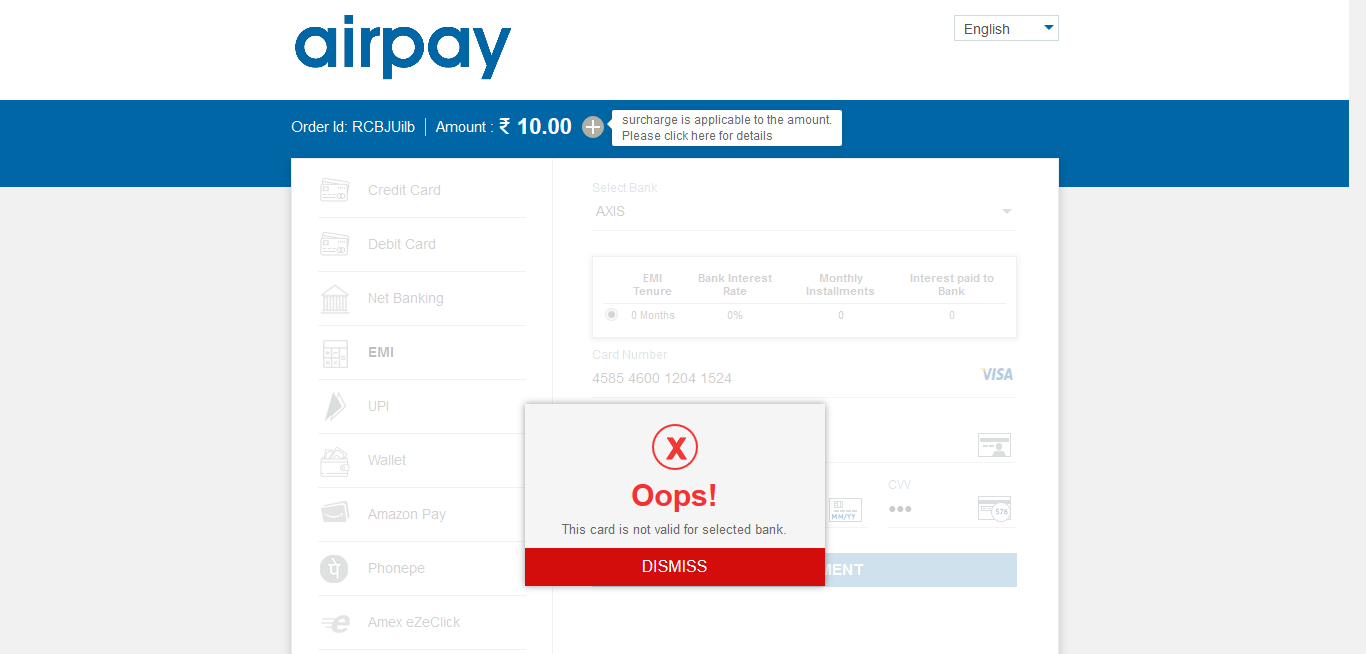 airpay
English
Order Id: RCBJUilb
Amount : ₹ 10.00
surcharge is applicable to the amount.
Please click here for details
Credit Card
Debit Card
Net Banking
EMI
UPI
Wallet
Amazon Pay
Phonepe
Amex eZeClick
Select Bank
AXIS
EMI Tenure
Bank Interest Rate
Monthly Installments
Interest paid to Bank
0 Months 0% 0 0
Card Number
4585 4600 1204 1524
VISA
MM/YY
CVV
•••
576
MENT
X
Oops!
This card is not valid for selected bank.
DISMISS